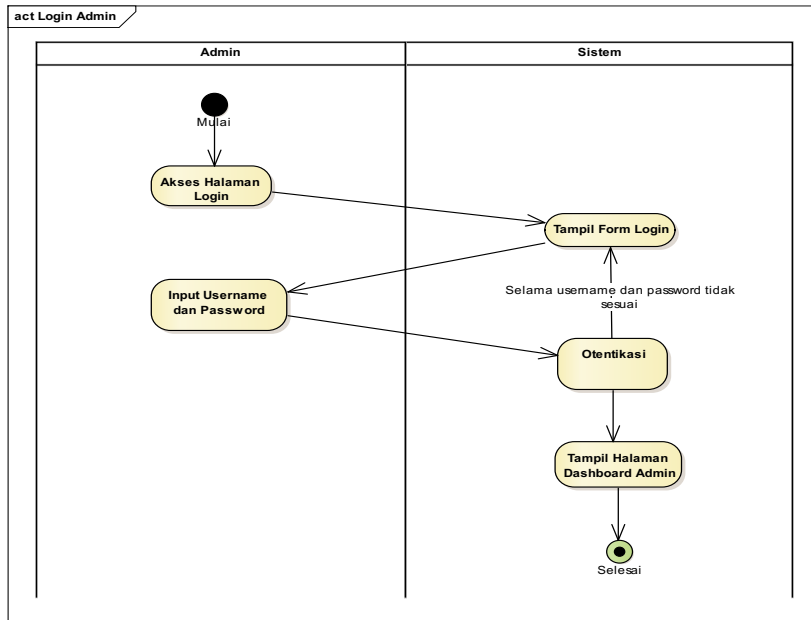 act Login Admin
Admin
Sistem
Mulai
Akses Halaman
Login
Tampil Form Login
Input Username
dan Password
Selama username dan password tidak
sesuai
Otentikasi
Tampil Halaman
Dashboard Admin
Selesai